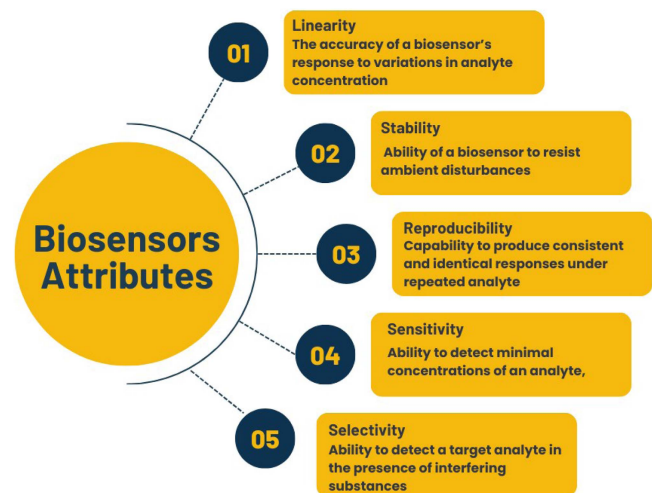 Biosensors
Attributes
01
Linearity
The accuracy of a biosensor's
response to variations in analyte
concentration
02
Stability
Ability of a biosensor to resist
ambient disturbances
03
Reproducibility
Capability to produce consistent
and identical responses under
repeated analyte
04
Sensitivity
Ability to detect minimal
concentrations of an analyte,
05
Selectivity
Ability to detect a target analyte in
the presence of interfering
substances